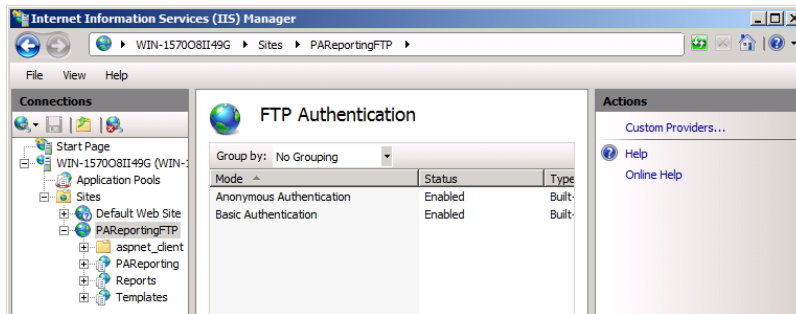 Internet Information Services (IIS) Manager
WIN-1570O8II49G Sites PAReportingFTP
File View Help
Connections
Start Page
WIN-1570O8II49G (WIN-
Application Pools
Sites
Default Web Site
PAReportingFTP
aspnet_client
PAReporting
Reports
Templates
FTP Authentication
Group by: No Grouping
Mode Status Type
Anonymous Authentication Enabled Built-
Basic Authentication Enabled Built-
Actions
Custom Providers...
Help
Online Help